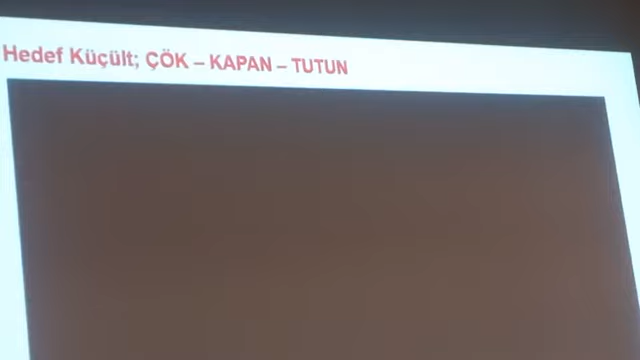 Hedef Küçült; ÇÖK – KAPAN – TUTUN